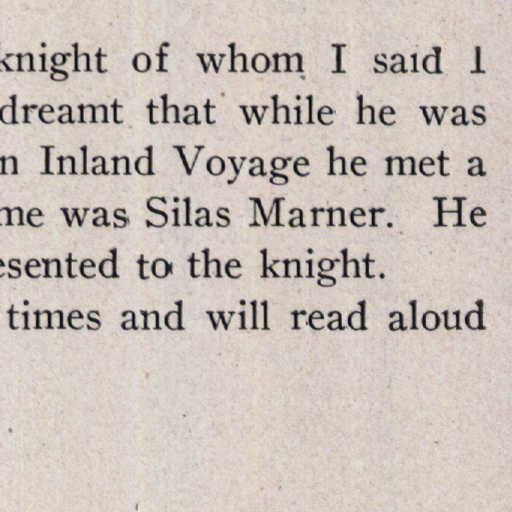 knight of whom I said I
dreamt that while he was
n Inland Voyage he met a
me was Silas Marner. He
esented to the knight.
times and will read aloud